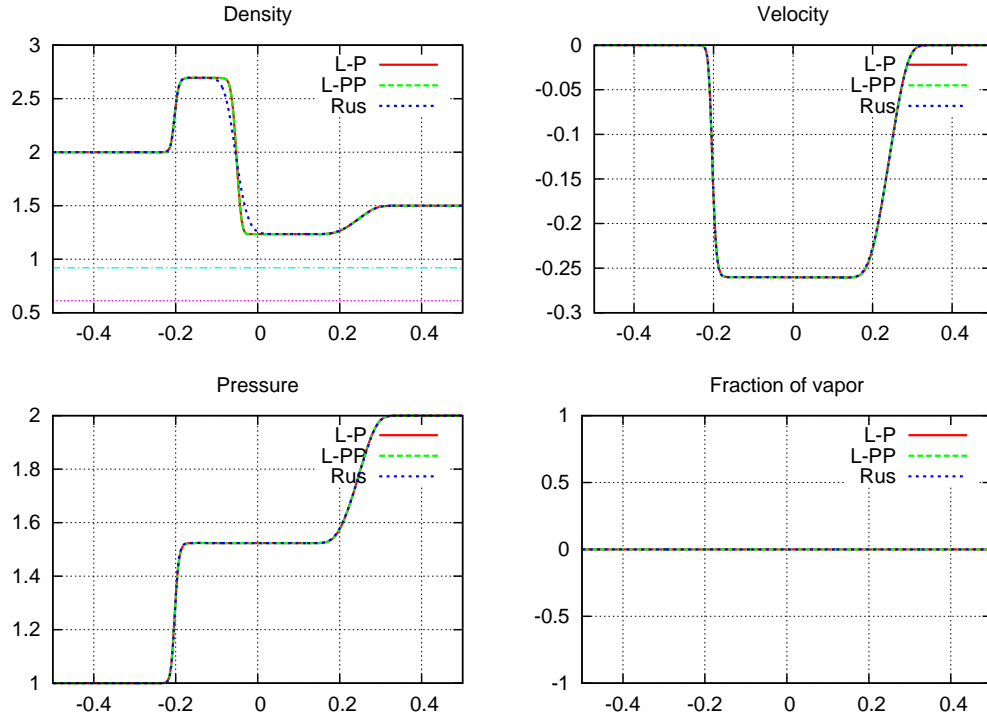 Density
3
2.5
2
1.5
1
0.5
-0.4 -0.2 0 0.2 0.4
L-P
L-PP
Rus
Velocity
0
-0.05
-0.1
-0.15
-0.2
-0.25
-0.3
-0.4 -0.2 0 0.2 0.4
L-P
L-PP
Rus
Pressure
2
1.8
1.6
1.4
1.2
1
-0.4 -0.2 0 0.2 0.4
L-P
L-PP
Rus
Fraction of vapor
1
0.5
0
-0.5
-1
-0.4 -0.2 0 0.2 0.4
L-P
L-PP
Rus